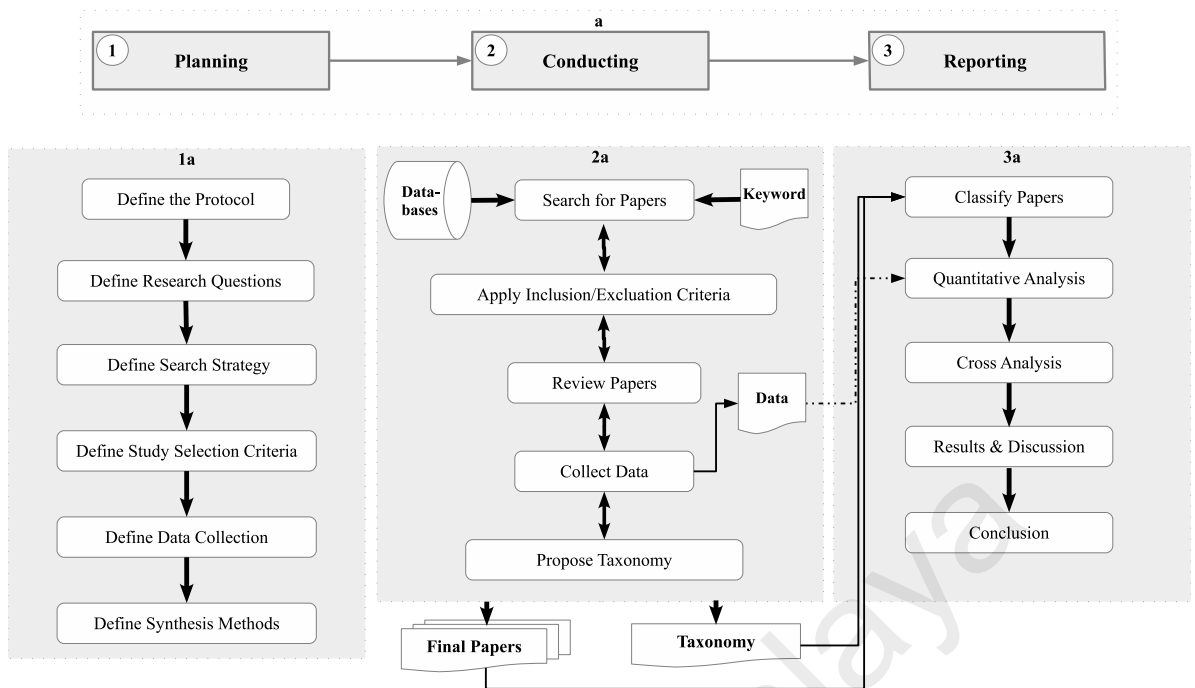 a
1
Planning
2
Conducting
3
Reporting
1a
Define the Protocol
Define Research Questions
Define Search Strategy
Define Study Selection Criteria
Define Data Collection
Define Synthesis Methods
2a
Data-
bases
Search for Papers
Keyword
Apply Inclusion/Excluation Criteria
Review Papers
Data
Collect Data
Propose Taxonomy
Final Papers
Taxonomy
3a
Classify Papers
Quantitative Analysis
Cross Analysis
Results & Discussion
Conclusion
laya